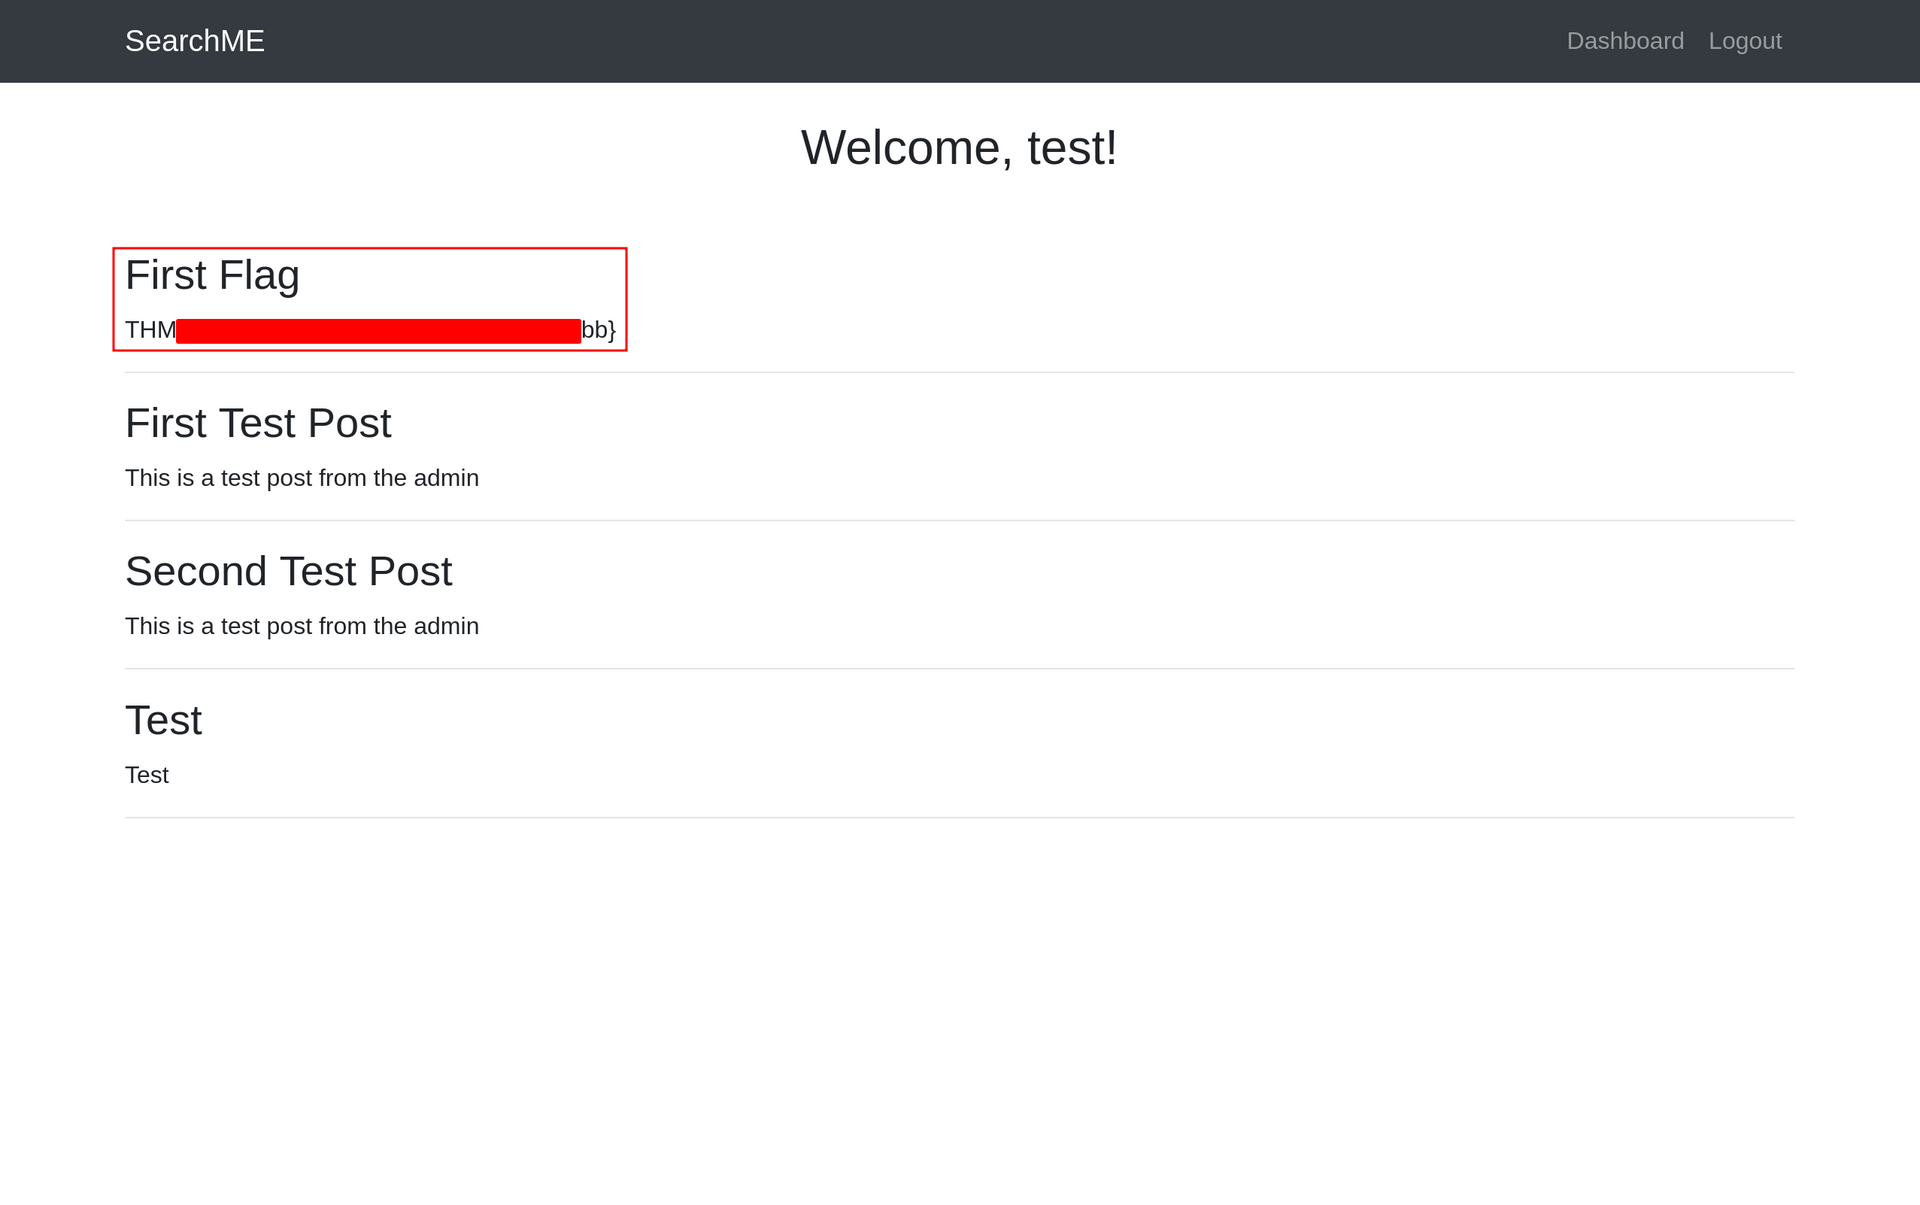 SearchME
Dashboard Logout
Welcome, test!
First Flag
THM bb}
First Test Post
This is a test post from the admin
Second Test Post
This is a test post from the admin
Test
Test